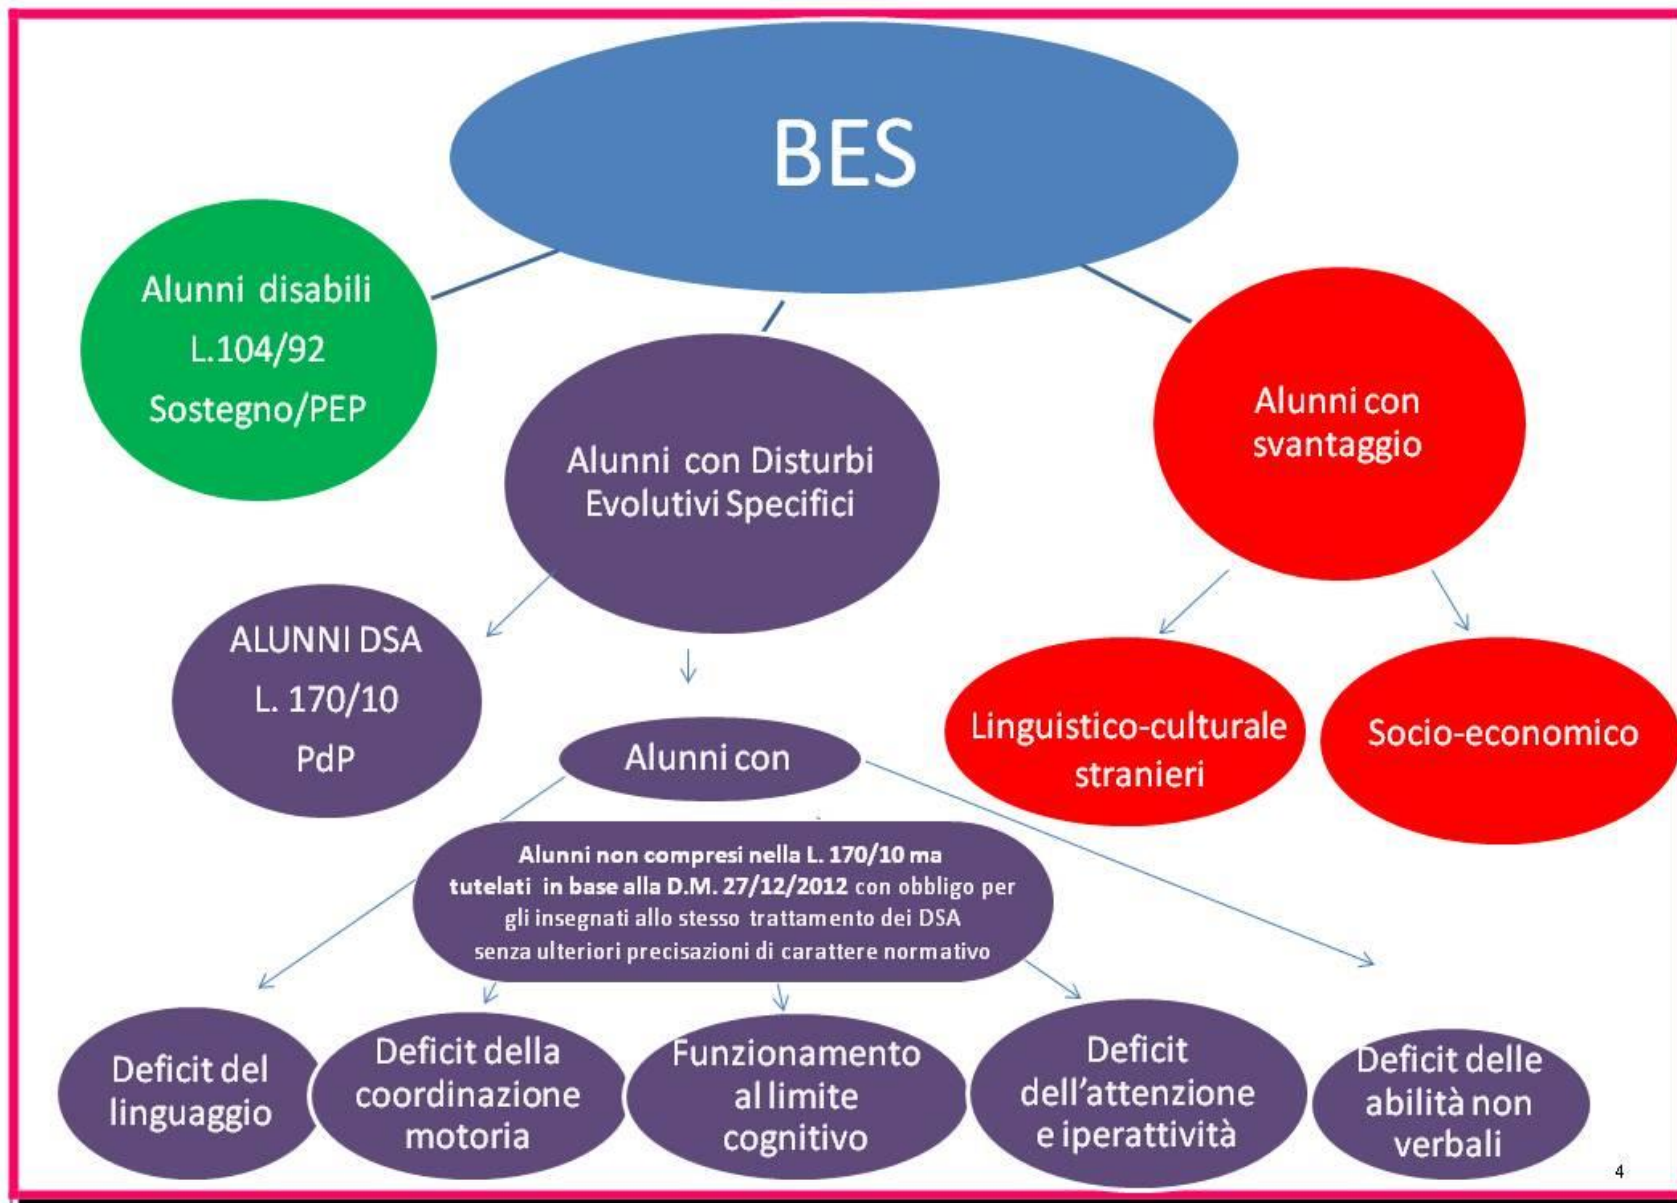 BES
Alunni disabili
L.104/92
Sostegno/PEP
Alunni con Disturbi
Evolutivi Specifici
Alunni con
svantaggio
ALUNNI DSA
L. 170/10
PdP
Alunni con
Linguistico-culturale
stranieri
Socio-economico
Alunni non compresi nella L. 170/10 ma
tutelati in base alla D.M. 27/12/2012 con obbligo per
gli insegnati allo stesso trattamento dei DSA
senza ulteriori precisazioni di carattere normativo
Deficit del
linguaggio
Deficit della
coordinazione
motoria
Funzionamento
al limite
cognitivo
Deficit
dell'attenzione
e iperattività
Deficit delle
abilità non
verbali
4